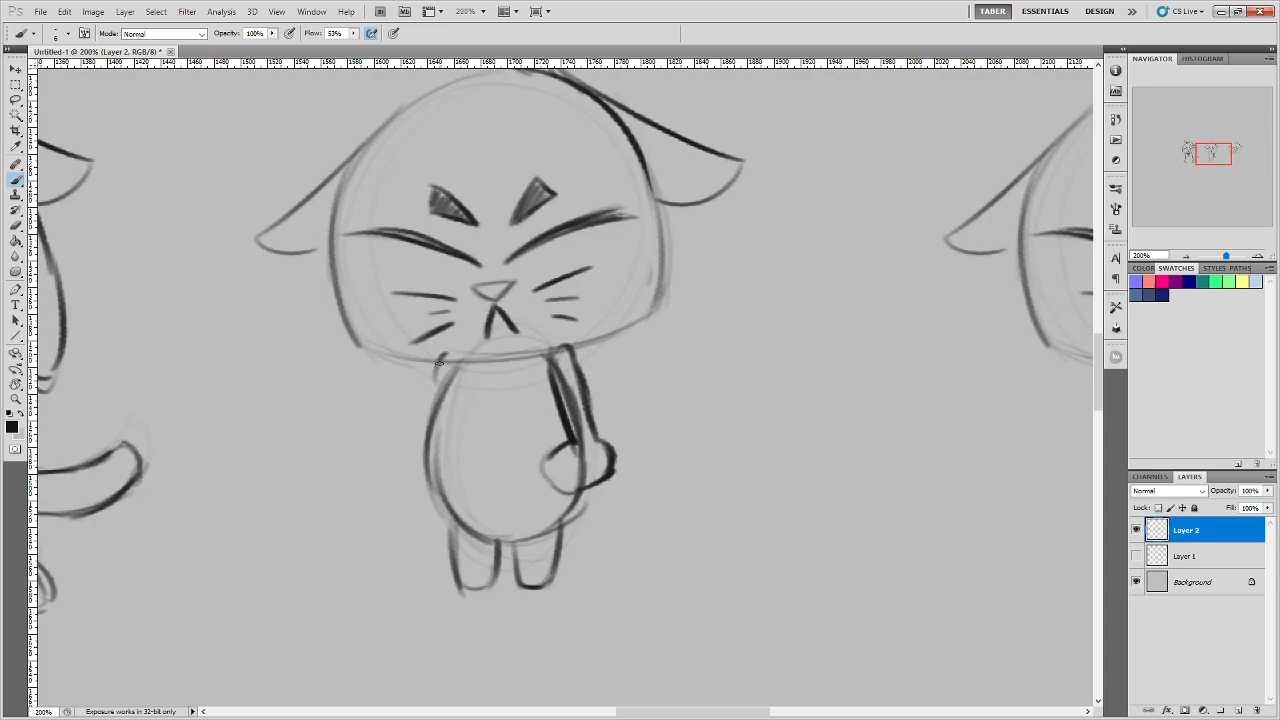 Ps File Edit Image Layer Select Filter Analysis 3D View Window Help Br Mb 200% TABER ESSENTIALS DESIGN CS Live
6 Mode: Normal Opacity: 100% Flow: 53%
Untitled-1 @ 200% (Layer 2, RGB/8) *
NAVIGATOR HISTOGRAM
200%
COLOR SWATCHES STYLES PATHS
CHANNELS LAYERS
Normal Opacity: 100%
Lock: Fill: 100%
Layer 2
Layer 1
Background
200% Exposure works in 32-bit only